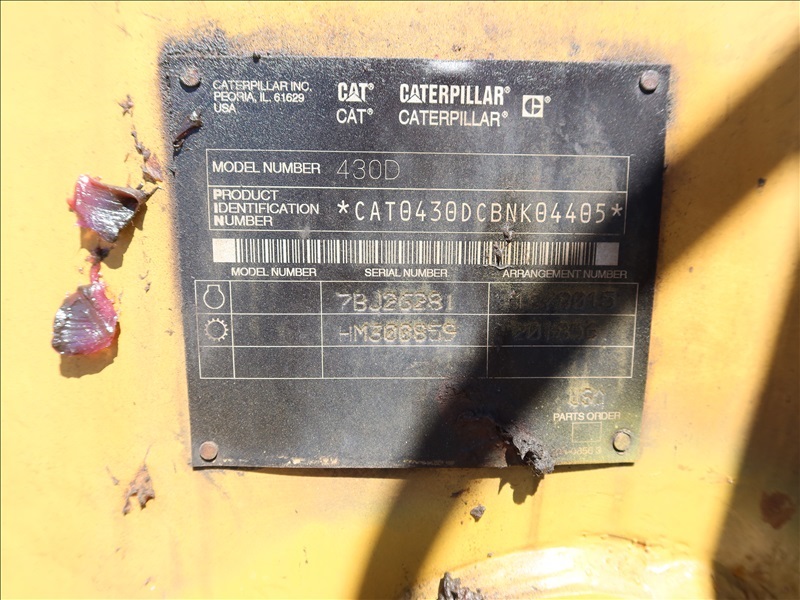 CATERPILLAR INC.
PEORIA, IL. 61629
USA
CAT® CATERPILLAR® C®
CAT® CATERPILLAR®
MODEL NUMBER 430D
PRODUCT
IDENTIFICATION
NUMBER
*CAT0430DCBNK04405*
MODEL NUMBER SERIAL NUMBER ARRANGEMENT NUMBER
7BJ26281
HM300859
PARTS ORDER